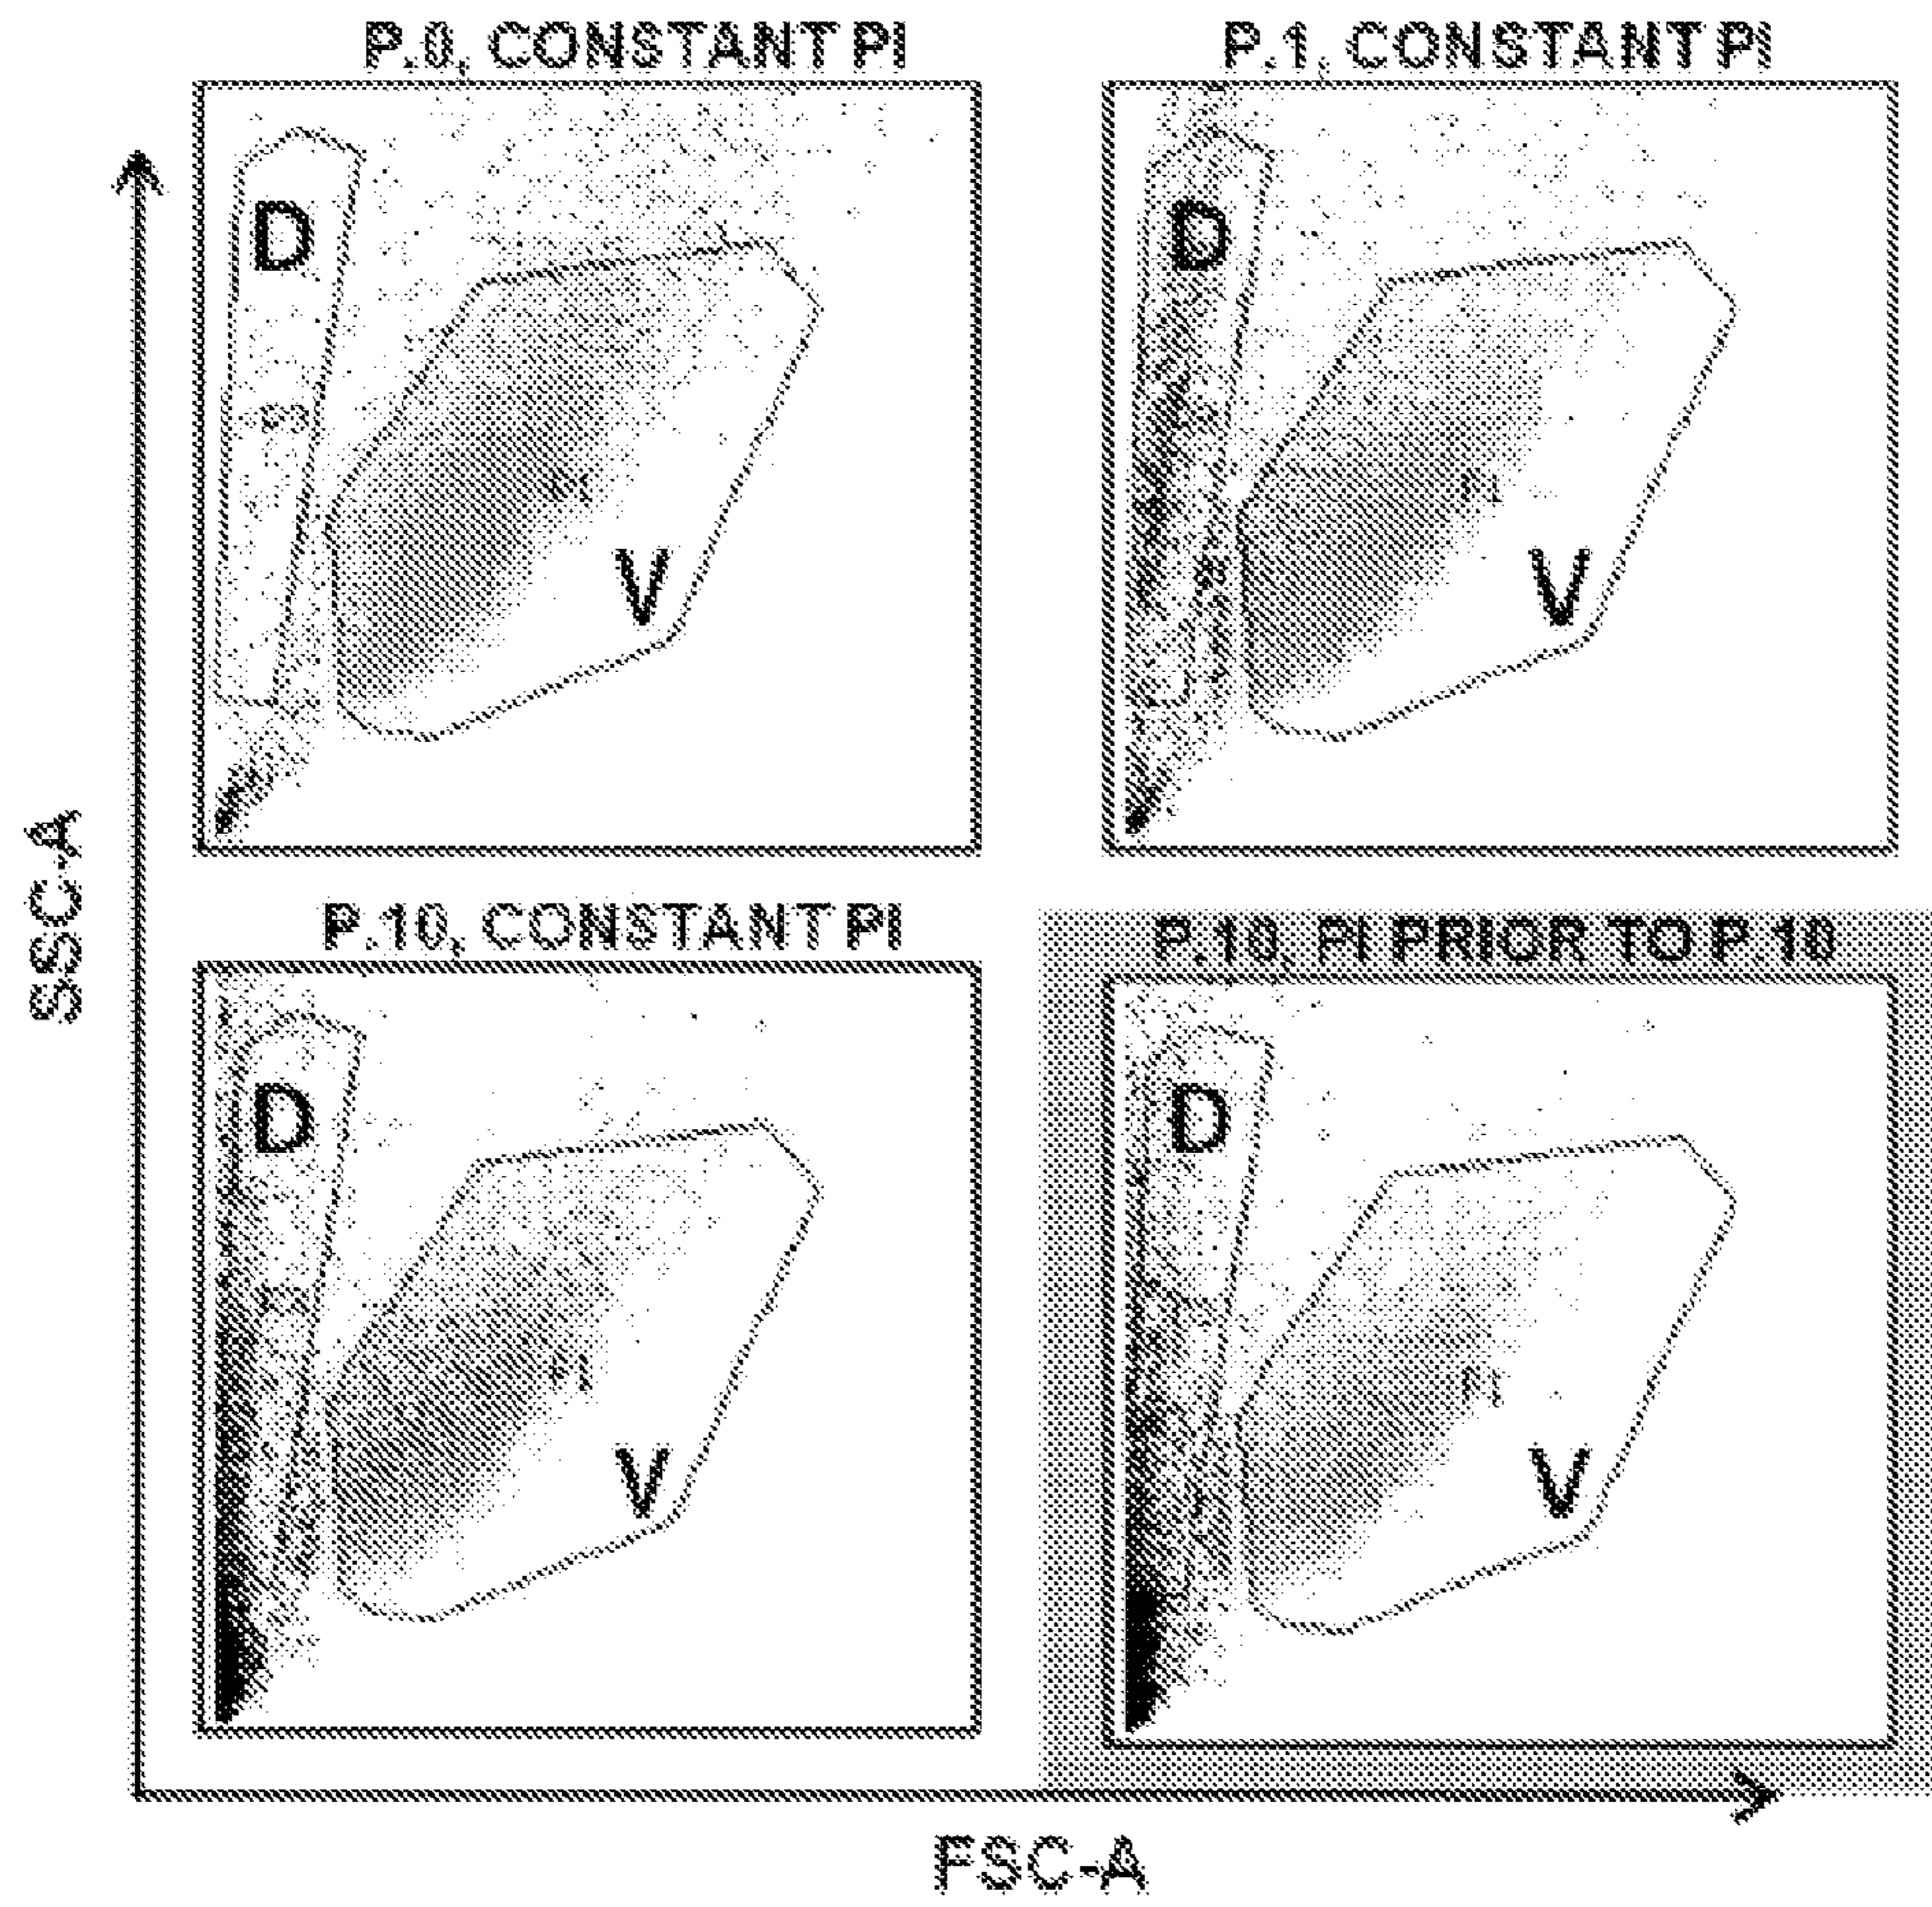 P.0, CONSTANT PI
P.1, CONSTANT PI
D
V
D
V
SSC-A
P.10, CONSTANT PI
P.10, PI PRIOR TO P.10
D
V
D
V
FSC-A